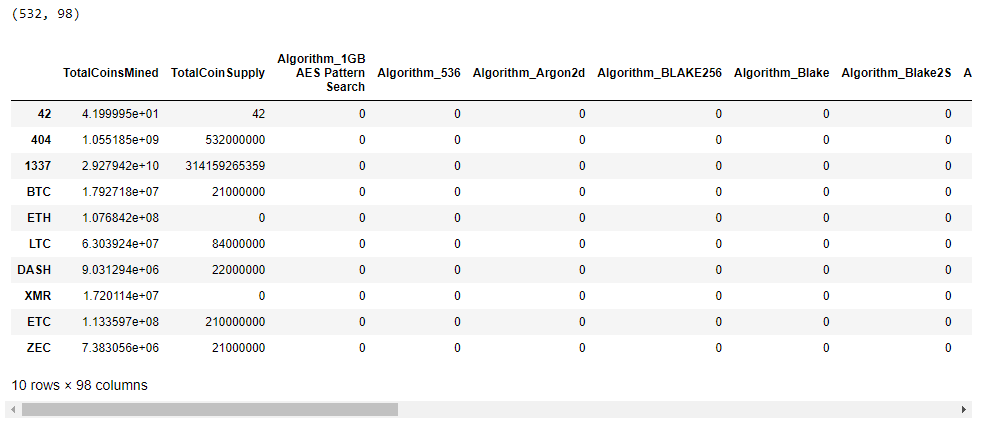 (532, 98)
Algorithm_1GB
AES Pattern
Search
TotalCoinsMined TotalCoinSupply Algorithm_536 Algorithm_Argon2d Algorithm_BLAKE256 Algorithm_Blake Algorithm_Blake2S A
42 4.199995e+01 42 0 0 0 0 0 0
404 1.055185e+09 532000000 0 0 0 0 0 0
1337 2.927942e+10 314159265359 0 0 0 0 0 0
BTC 1.792718e+07 21000000 0 0 0 0 0 0
ETH 1.076842e+08 0 0 0 0 0 0 0
LTC 6.303924e+07 84000000 0 0 0 0 0 0
DASH 9.031294e+06 22000000 0 0 0 0 0 0
XMR 1.720114e+07 0 0 0 0 0 0 0
ETC 1.133597e+08 210000000 0 0 0 0 0 0
ZEC 7.383056e+06 21000000 0 0 0 0 0 0
10 rows × 98 columns